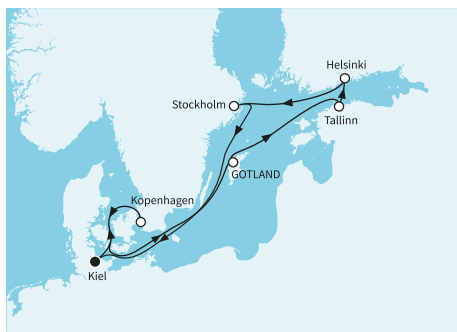 Helsinki
Stockholm
Tallinn
GOTLAND
Kopenhagen
Kiel